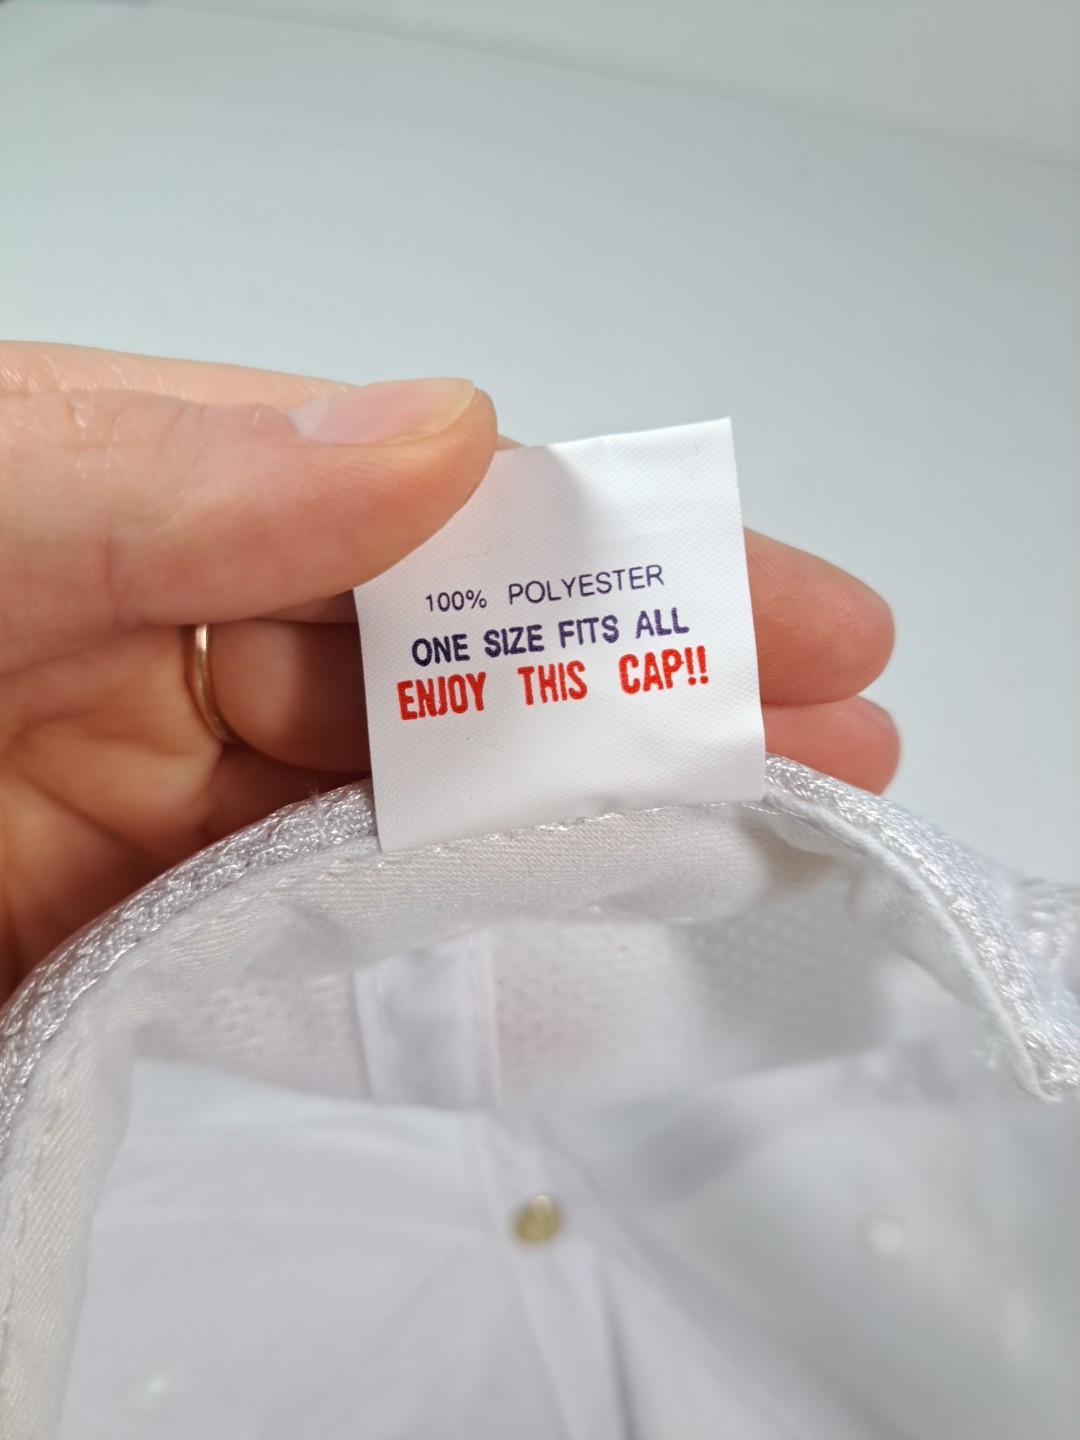 100% POLYESTER
ONE SIZE FITS ALL
ENJOY THIS CAP!!